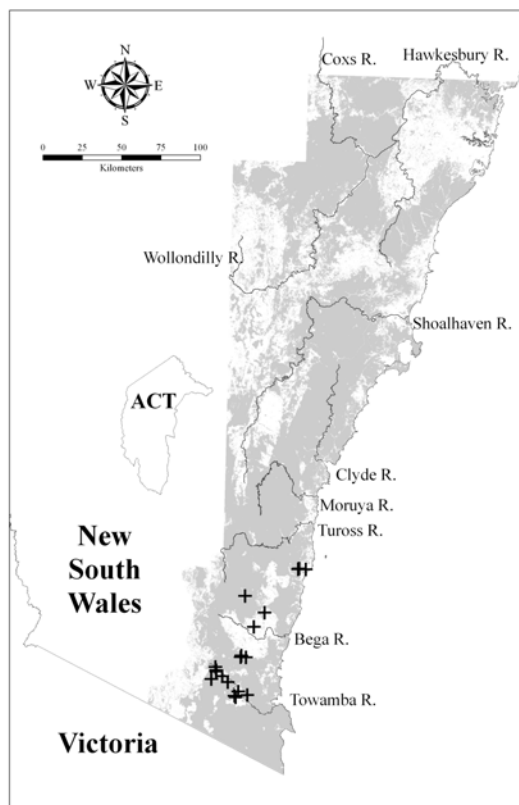 Coxs R.
Hawkesbury R.
N
W E
S
0 25 50 75 100
Kilometers
Wollondilly R.
Shoalhaven R.
ACT
Clyde R.
Moruya R.
Tuross R.
New
South
Wales
Bega R.
Towamba R.
Victoria